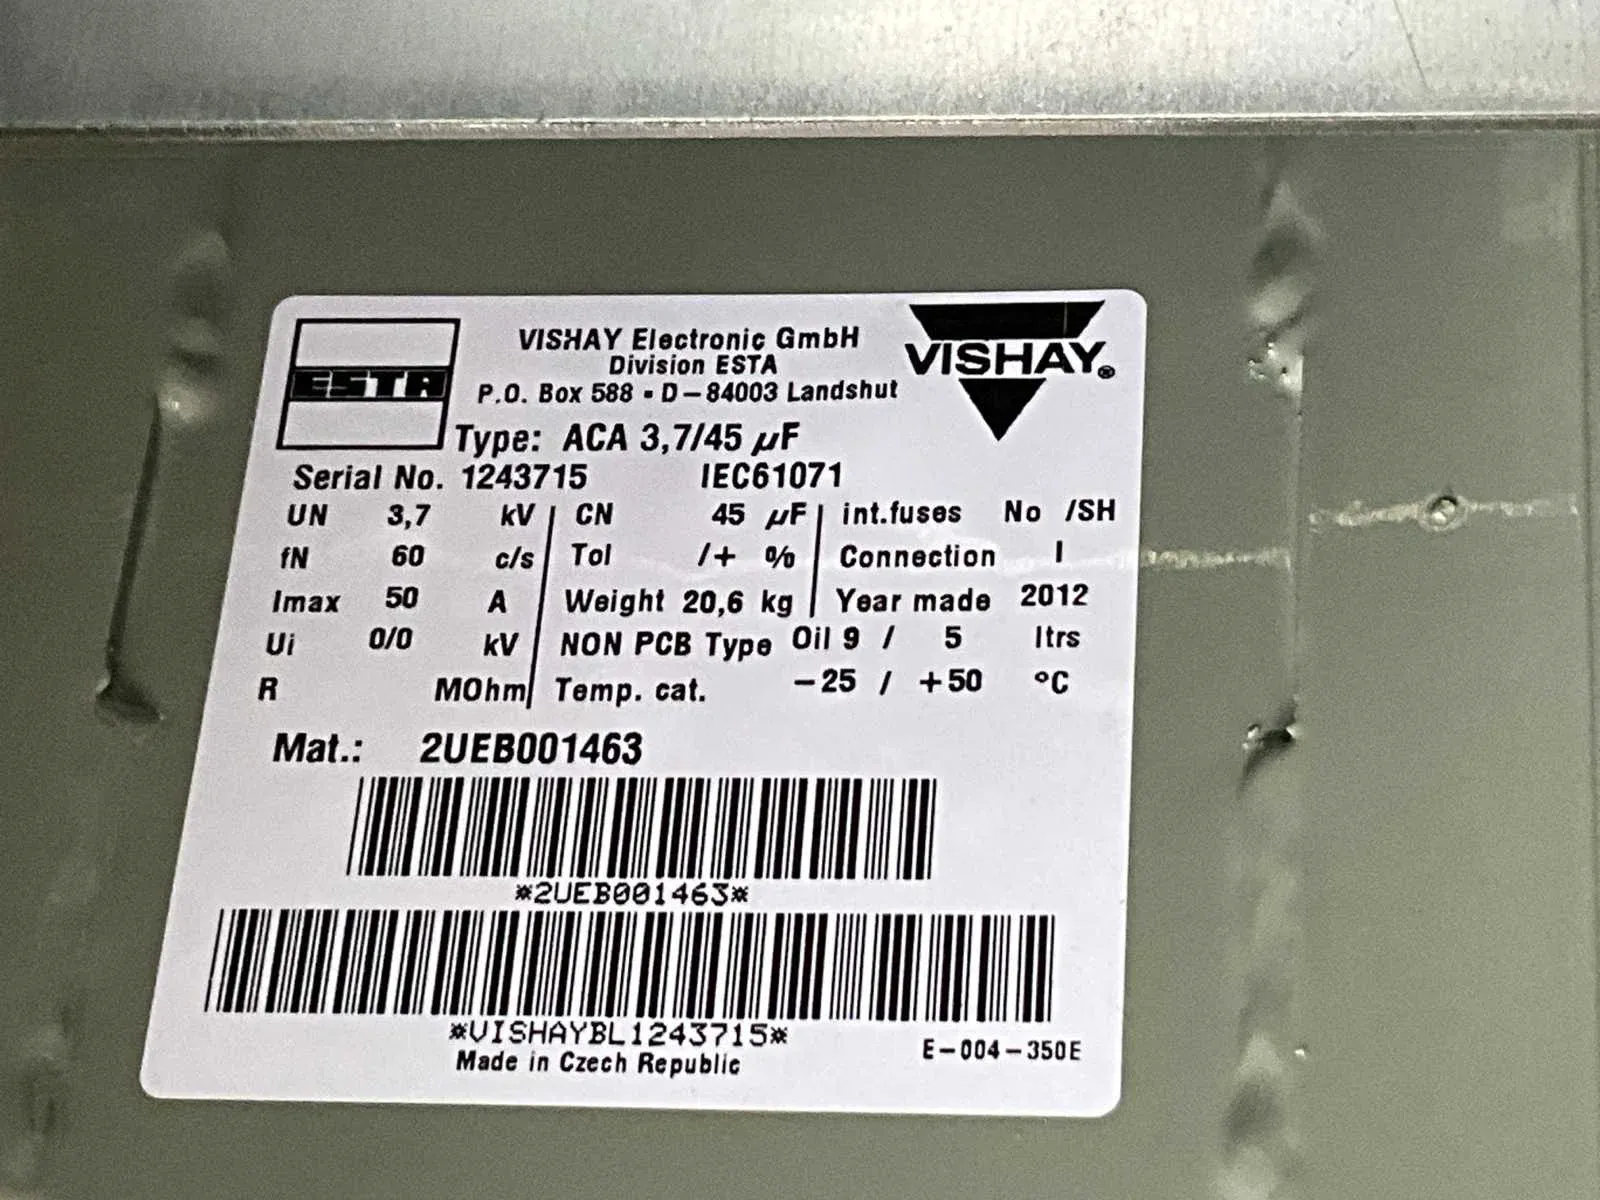 ESTA
VISHAY Electronic GmbH
Division ESTA
P.O. Box 588 ▪ D-84003 Landshut
VISHAY®
Type: ACA 3,7/45 µF
Serial No. 1243715 IEC61071
UN 3,7 kV CN 45 µF int.fuses No /SH
fN 60 c/s Tol /+ % Connection I
Imax 50 A Weight 20,6 kg Year made 2012
Ui 0/0 kV NON PCB Type Oil 9 / 5 ltrs
R MOhm Temp. cat. -25 / +50 °C
Mat.: 2UEB001463
*2UEB001463*
*VISHAYBL1243715*
Made in Czech Republic E-004-350E